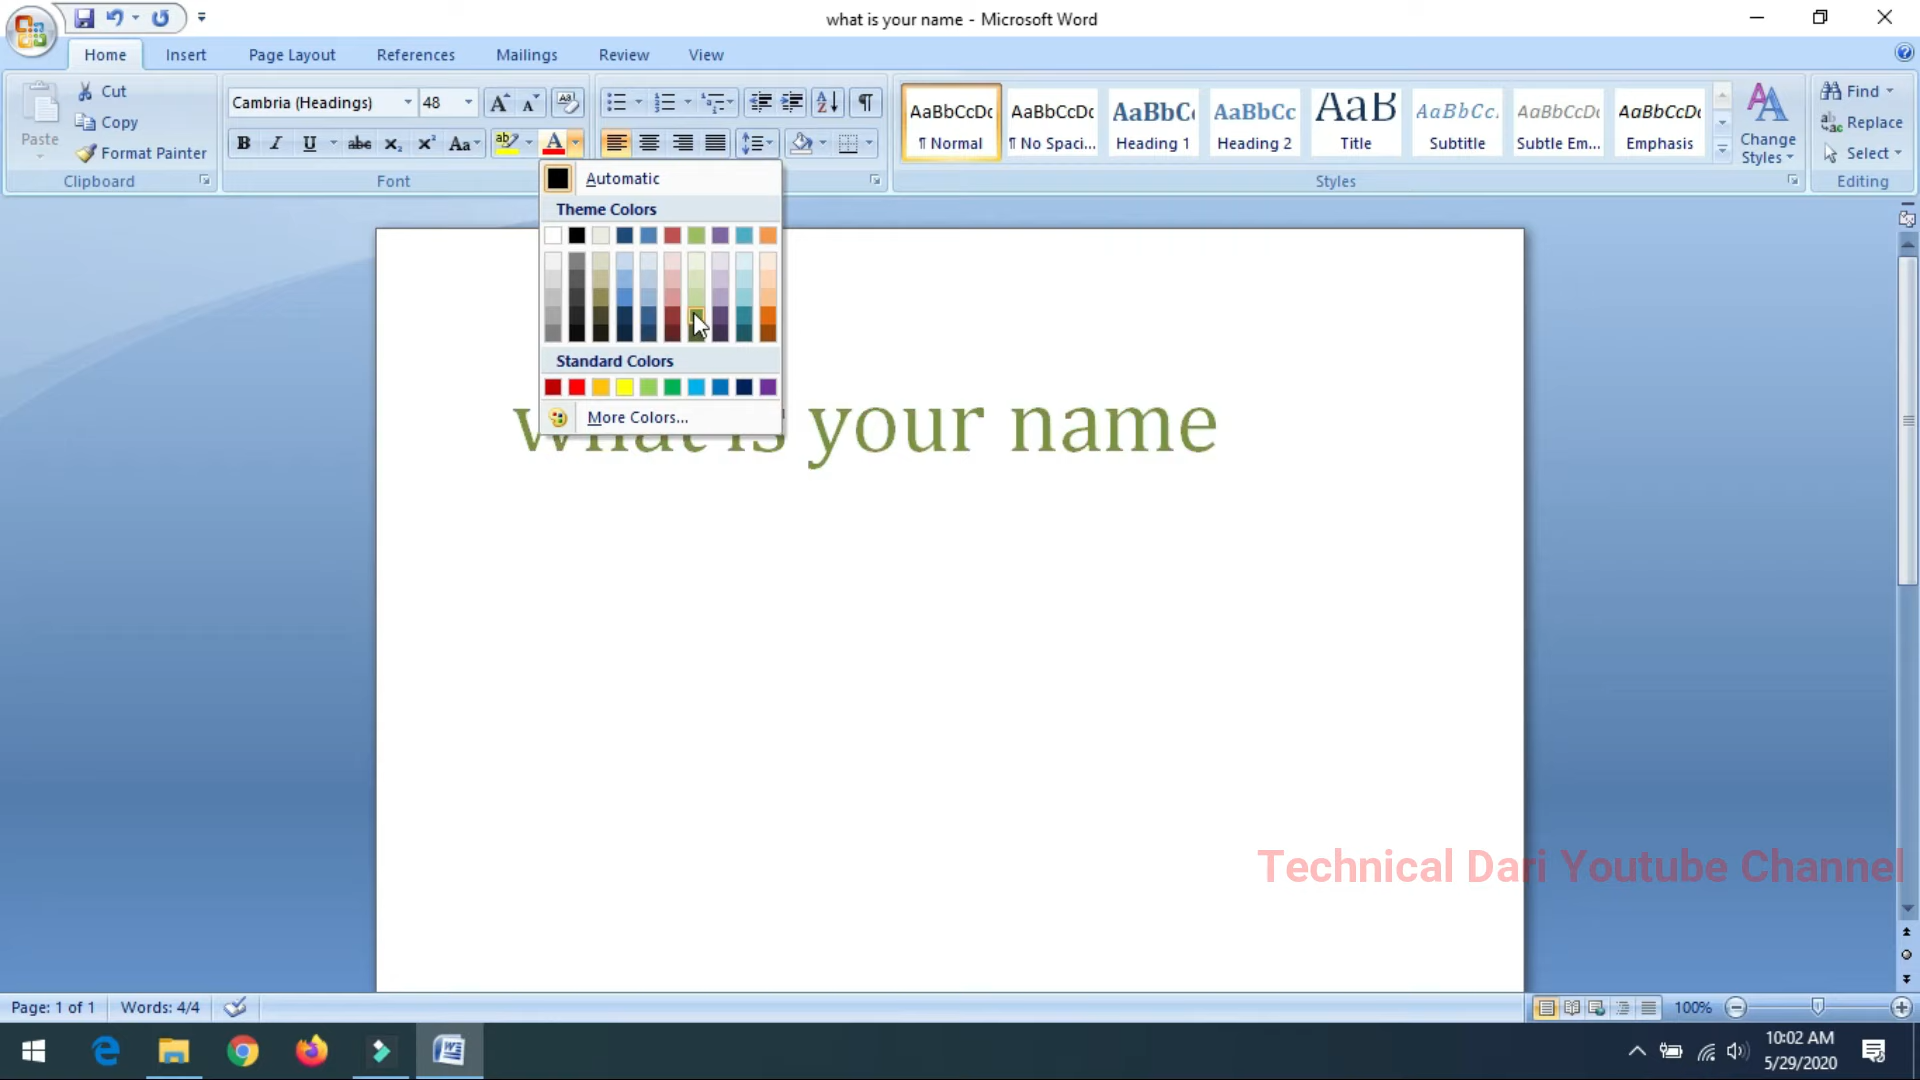 what is your name - Microsoft Word
Home Insert Page Layout References Mailings Review View
Paste
Cut
Copy
Format Painter
Clipboard
Cambria (Headings) 48
Font
AaBbCcDc
¶ Normal
AaBbCcDc
¶ No Spaci...
AaBbCc
Heading 1
AaBbCc
Heading 2
AaB
Title
AaBbCc.
Subtitle
AaBbCcDc
Subtle Em...
AaBbCcDc
Emphasis
Change
Styles
Styles
Find
Replace
Select
Editing
Automatic
Theme Colors
Standard Colors
More Colors...
what is your name
Technical Dari Youtube Channel
Page: 1 of 1 Words: 4/4
100%
10:02 AM
5/29/2020